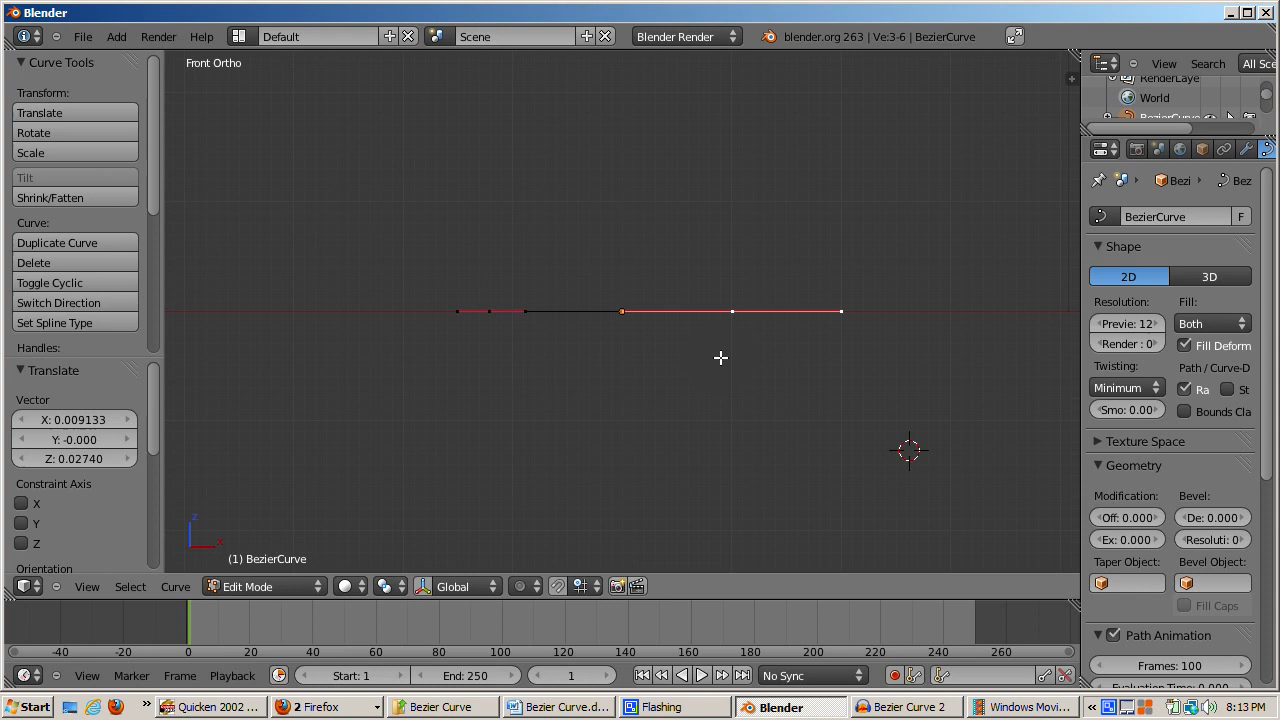 Blender
File Add Render Help Default Scene Blender Render blender.org 263 | Ve:3-6 | BezierCurve
Curve Tools
Transform:
Translate
Rotate
Scale
Tilt
Shrink/Fatten
Curve:
Duplicate Curve
Delete
Toggle Cyclic
Switch Direction
Set Spline Type
Handles:
Translate
Vector
X: 0.009133
Y: -0.000
Z: 0.02740
Constraint Axis
X
Y
Z
Orientation
Front Ortho
z
x
(1) BezierCurve
View Select Curve Edit Mode Global
View Search All Sce
RenderLaye
World
BezierCurve
Bezi Bez
BezierCurve F
Shape
2D 3D
Resolution: Fill:
Previe: 12 Both
Render : 0 Fill Deform
Twisting: Path / Curve-D
Minimum Ra St
Smo: 0.00 Bounds Cla
Texture Space
Geometry
Modification: Bevel:
Off: 0.000 De: 0.000
Ex: 0.000 Resoluti: 0
Taper Object: Bevel Object:
Fill Caps
Path Animation
Frames: 100
Evaluation Time: 0.000
-40 -20 0 20 40 60 80 100 120 140 160 180 200 220 240 260
View Marker Frame Playback Start: 1 End: 250 1 No Sync
Start Quicken 2002 ... 2 Firefox Bezier Curve Bezier Curve.d... Flashing Blender Bezier Curve 2 Windows Movi... 8:13 PM